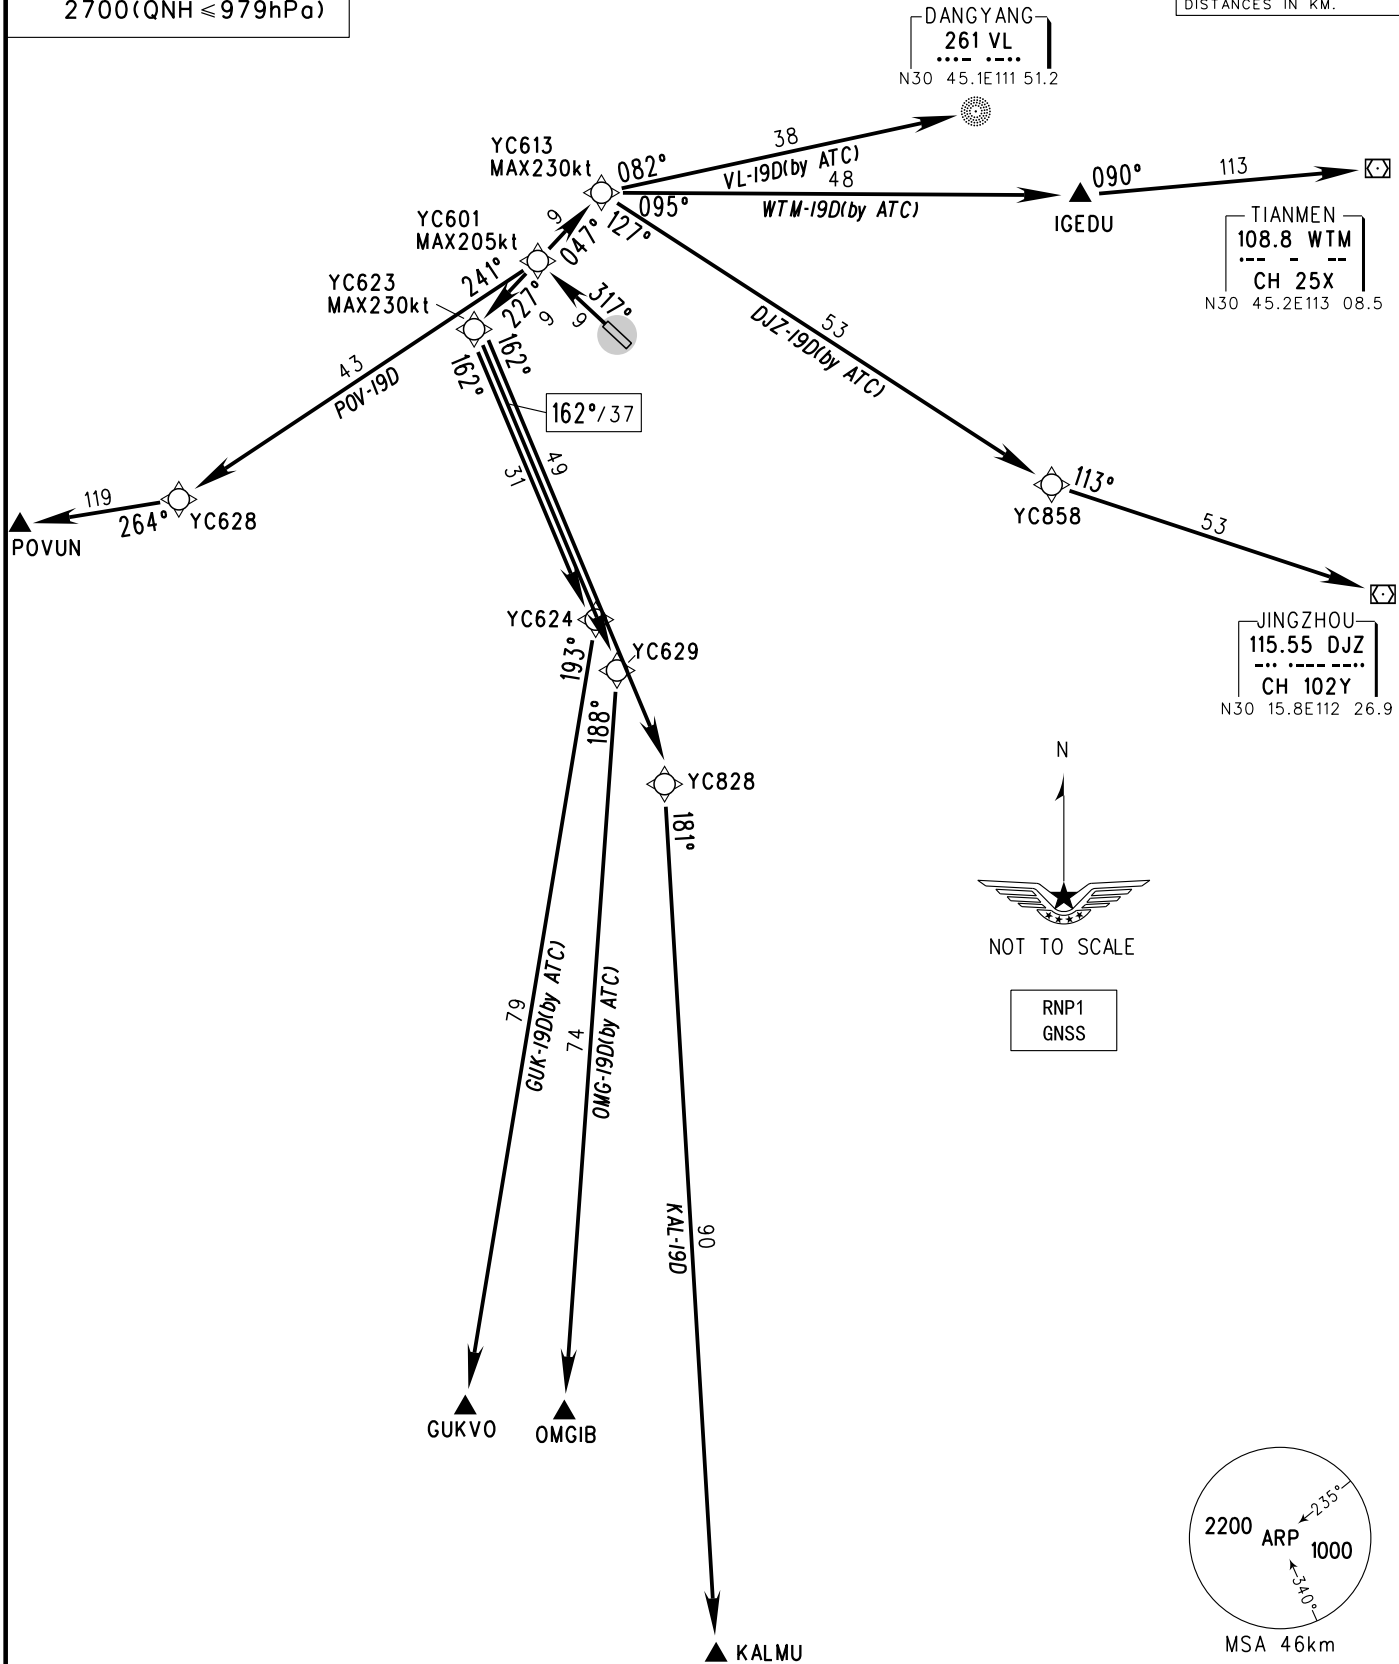 2700(QNH ≤979hPa)
DISTANCES IN KM.
DANGYANG
261 VL
N30 45.1E111 51.2
YC613
MAX230kt
082°
38
VL-19D(by ATC)
48
095°
WTM-19D(by ATC)
090°
113
IGEDU
TIANMEN
108.8 WTM
CH 25X
N30 45.2E113 08.5
YC601
MAX205kt
9
047°
127°
YC623
MAX230kt
241°
227°
9
317°
9
53
DJZ-19D(by ATC)
43
POV-19D
162°
162°
162°/37
31
49
119
264°
YC628
POVUN
YC858
113°
53
JINGZHOU
115.55 DJZ
CH 102Y
N30 15.8E112 26.9
YC624
193°
YC629
188°
YC828
181°
N
NOT TO SCALE
RNP1
GNSS
79
GUK-19D(by ATC)
74
OMG-19D(by ATC)
KAL-19D
90
GUKVO
OMGIB
KALMU
2200
ARP
1000
235°
340°
MSA 46km